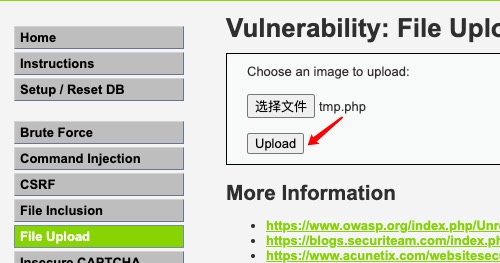 Home
Instructions
Setup / Reset DB
Brute Force
Command Injection
CSRF
File Inclusion
File Upload
Insecure CAPTCHA
Vulnerability: File Uplo
Choose an image to upload:
选择文件 tmp.php
Upload
More Information
https://www.owasp.org/index.php/Unre
https://blogs.securiteam.com/index.ph
https://www.acunetix.com/websitesec